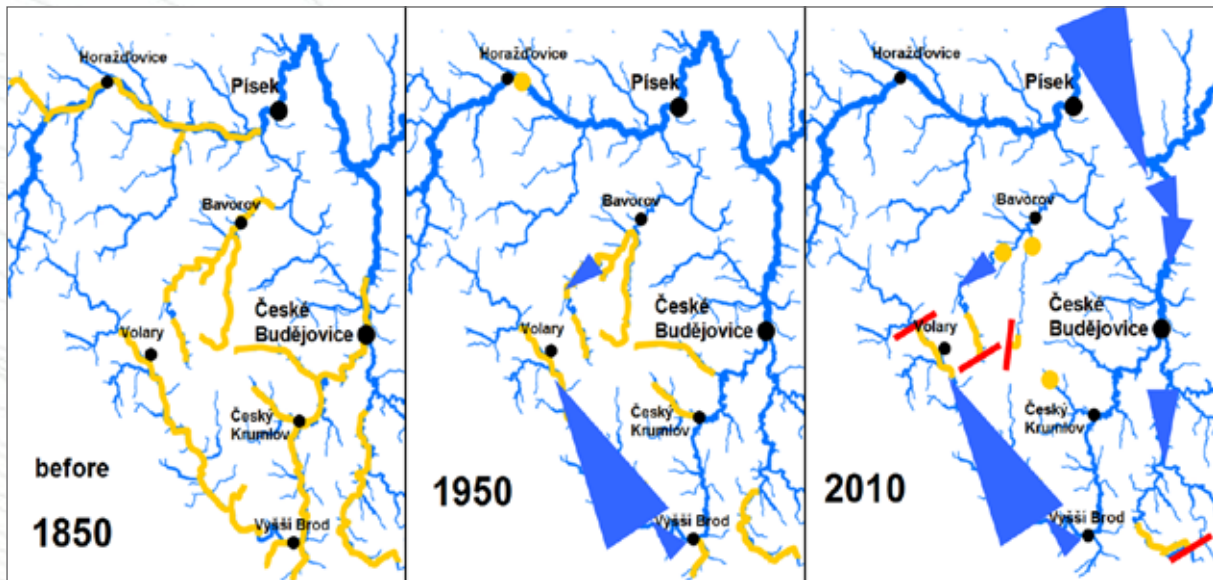 Horažďovice
Písek
Bavorov
České
Budějovice
Volary
Český
Krumlov
before
1850
Vyšší Brod
Horažďovice
Písek
Bavorov
České
Budějovice
Volary
Český
Krumlov
1950
Vyšší Brod
Horažďovice
Písek
Bavorov
České
Budějovice
Volary
Český
Krumlov
2010
Vyšší Brod